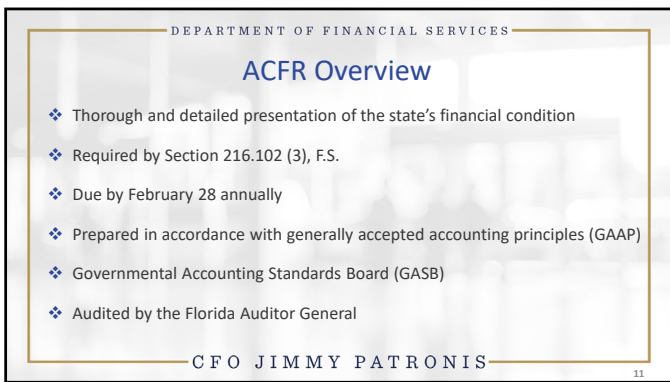 DEPARTMENT OF FINANCIAL SERVICES
ACFR Overview
❖ Thorough and detailed presentation of the state's financial condition
❖ Required by Section 216.102 (3), F.S.
❖ Due by February 28 annually
❖ Prepared in accordance with generally accepted accounting principles (GAAP)
❖ Governmental Accounting Standards Board (GASB)
❖ Audited by the Florida Auditor General
CFO JIMMY PATRONIS
11